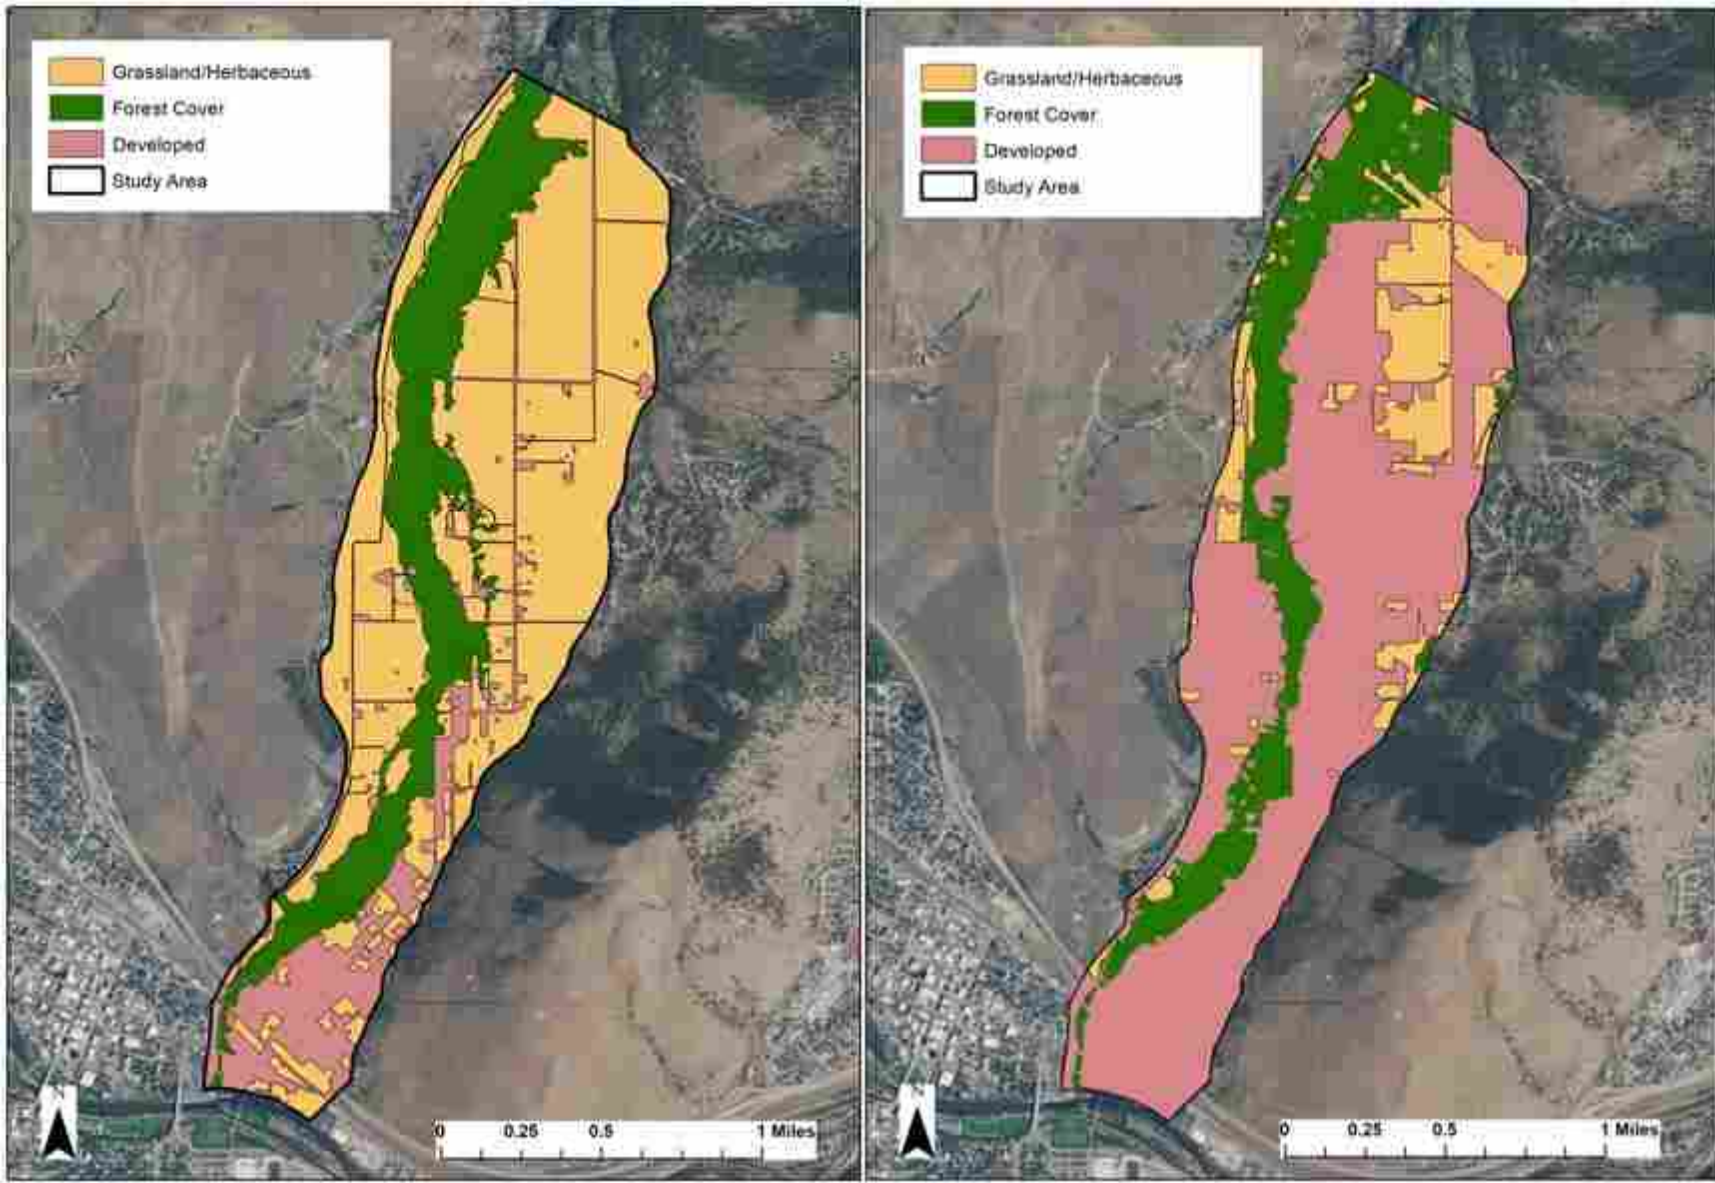 Grassland/Herbaceous
Forest Cover
Developed
Study Area
N
0 0.25 0.5 1 Miles
Grassland/Herbaceous
Forest Cover
Developed
Study Area
N
0 0.25 0.5 1 Miles